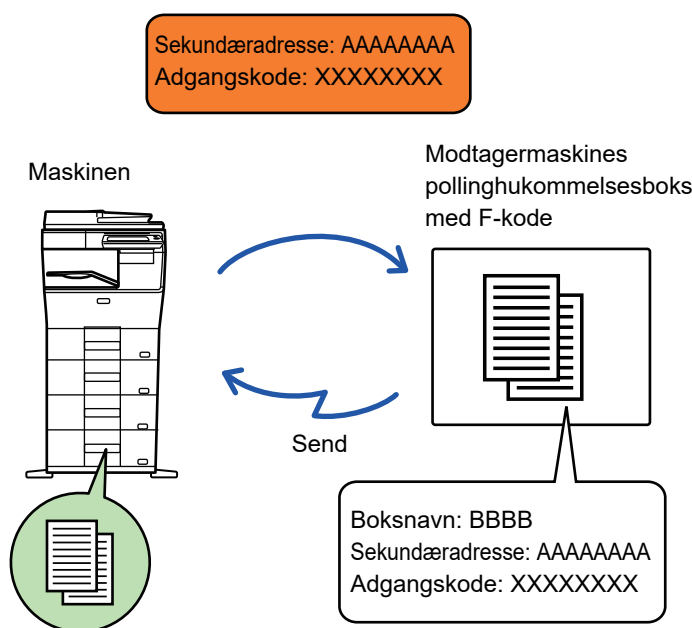 Sekundæradresse: AAAAAAAA
Adgangskode: XXXXXXXX
Maskinen
Modtagermaskines
pollinghukommelsesboks
med F-kode
Send
Boksnavn: BBBB
Sekundæradresse: AAAAAAAA
Adgangskode: XXXXXXXX